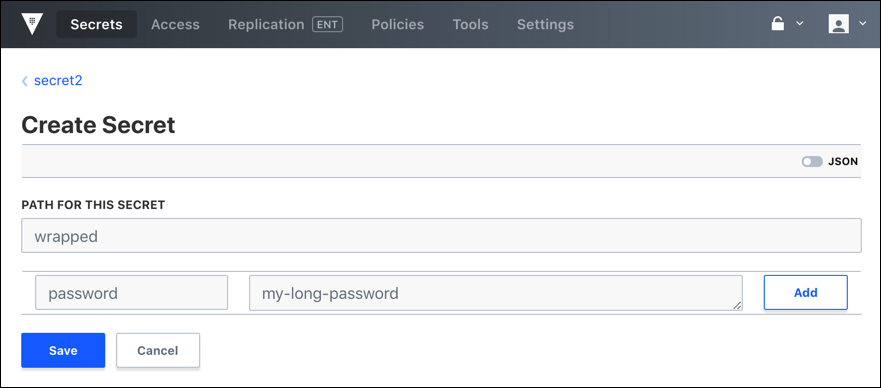 Secrets Access Replication ENT Policies Tools Settings
secret2
Create Secret
JSON
PATH FOR THIS SECRET
wrapped
password my-long-password Add
Save Cancel